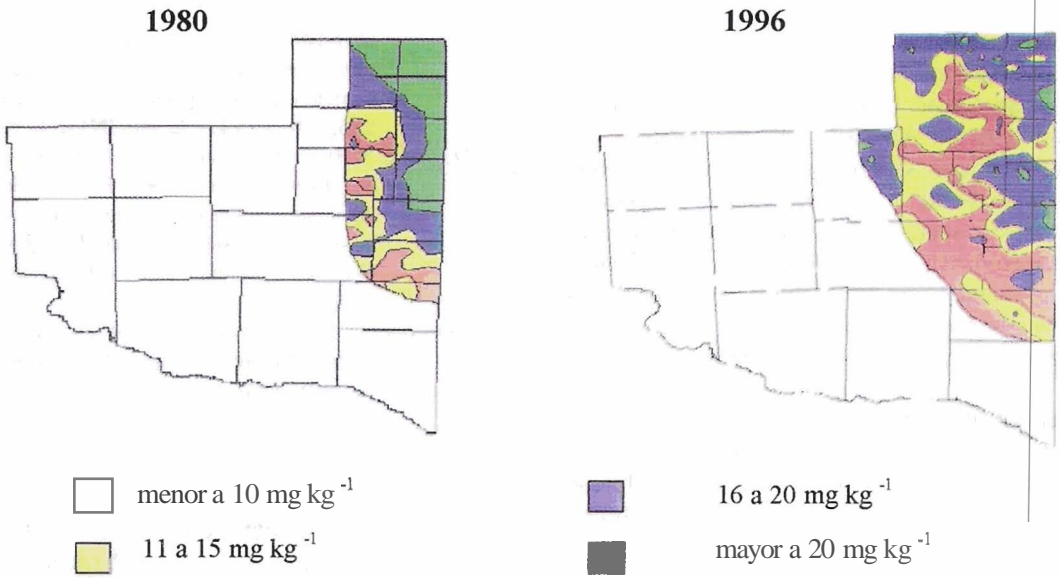 1980
1996
menor a 10 mg kg⁻¹
16 a 20 mg kg⁻¹
11 a 15 mg kg⁻¹
mayor a 20 mg kg⁻¹